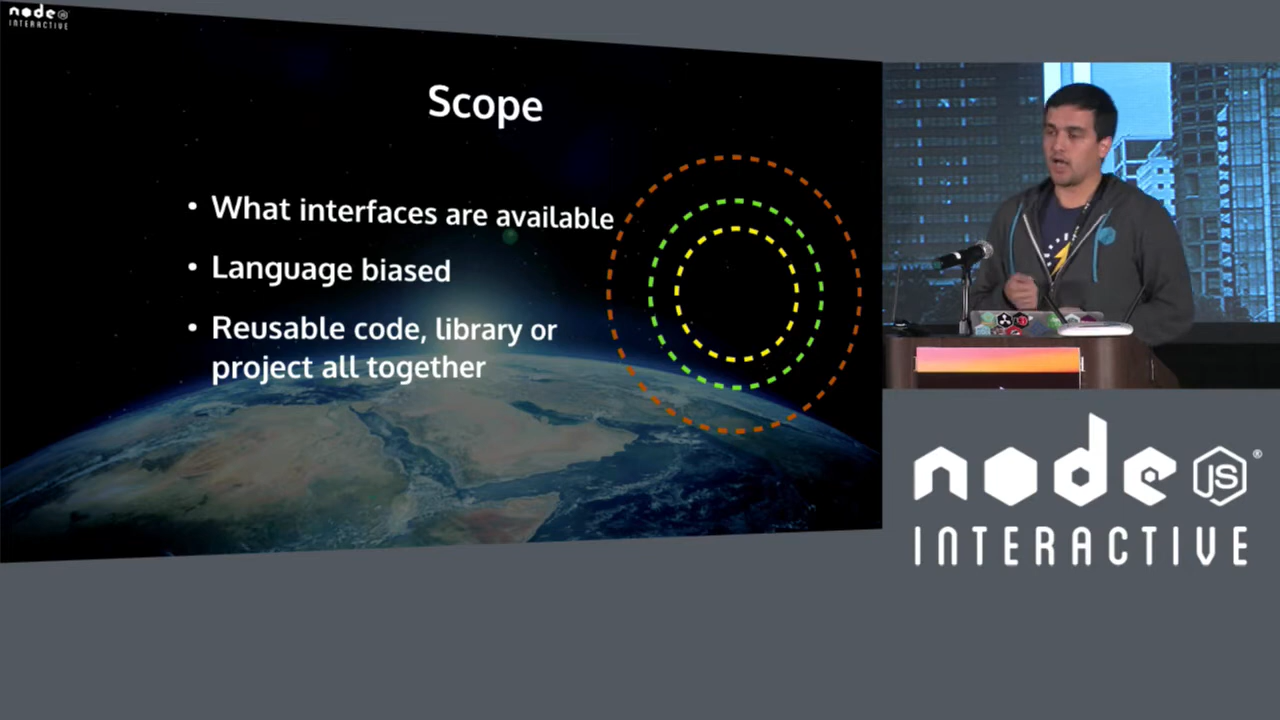 node JS
INTERACTIVE
Scope
• What interfaces are available
• Language biased
• Reusable code, library or
project all together
node JS ®
INTERACTIVE